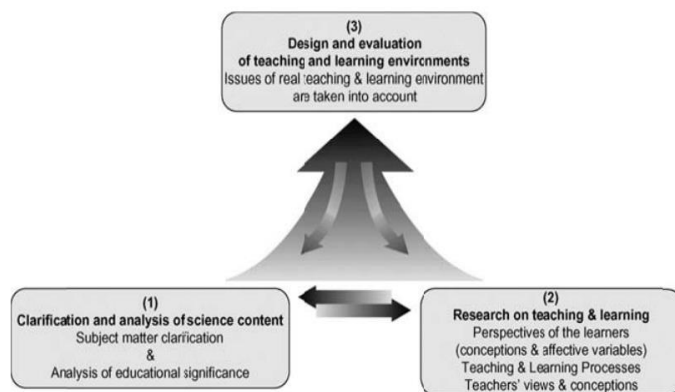 (3)
Design and evaluation
of teaching and learning environments
Issues of real teaching & learning environment
are taken into account
(1)
Clarification and analysis of science content
Subject matter clarification
&
Analysis of educational significance
(2)
Research on teaching & learning
Perspectives of the learners
(conceptions & affective variables)
Teaching & Learning Processes
Teachers' views & conceptions